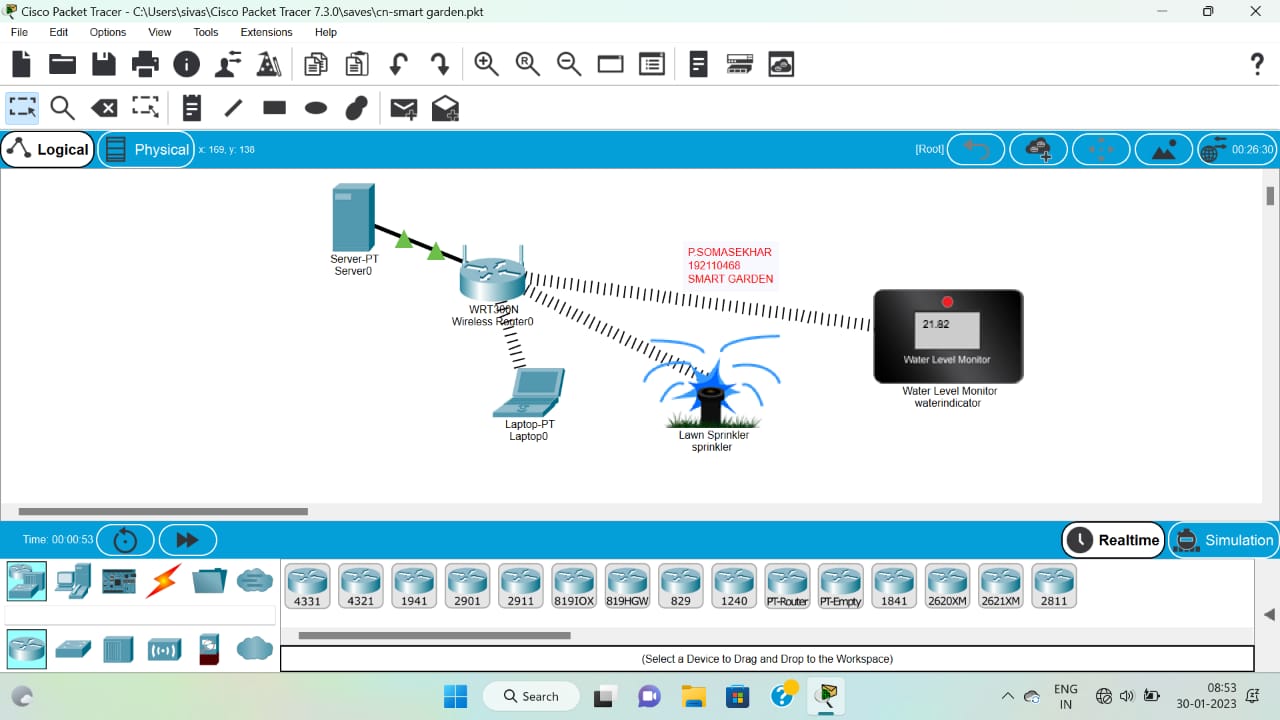 Cisco Packet Tracer - C:\Users\sivas\Cisco Packet Tracer 7.3.0\saves\cn-smart garden.pkt
File Edit Options View Tools Extensions Help
Logical Physical x: 169, y: 138 [Root] 00:26:30
Server-PT
Server0
WRT300N
Wireless Router0
P.SOMASEKHAR
192110468
SMART GARDEN
21.82
Water Level Monitor
Water Level Monitor
waterindicator
Laptop-PT
Laptop0
Lawn Sprinkler
sprinkler
Time: 00:00:53 Realtime Simulation
4331 4321 1941 2901 2911 819IOX 819HGW 829 1240 PT-Router PT-Empty 1841 2620XM 2621XM 2811
(Select a Device to Drag and Drop to the Workspace)
Search
ENG
IN
08:53
30-01-2023